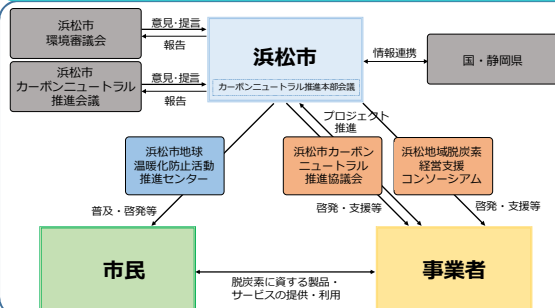 浜松市
環境審議会
意見・提言
報告
浜松市
カーボンニュートラル
推進会議
意見・提言
報告
浜松市
カーボンニュートラル推進本部会議
情報連携
国・静岡県
プロジェクト
推進
浜松市地球
温暖化防止活動
推進センター
浜松市カーボン
ニュートラル
推進協議会
浜松地域脱炭素
経営支援
コンソーシアム
普及・啓発等
啓発・支援等
啓発・支援等
市民
脱炭素に資する製品・
サービスの提供・利用
事業者